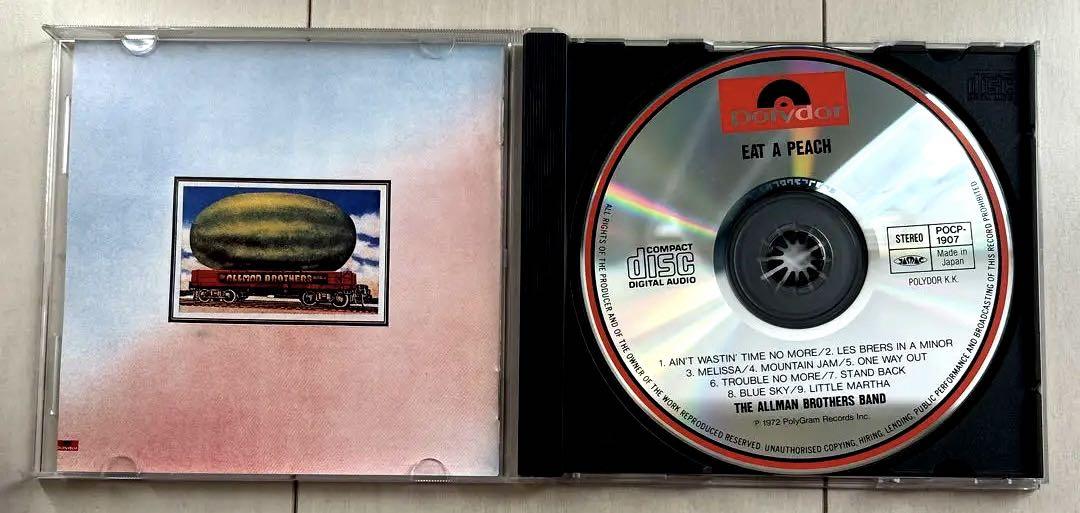 ALLMAN BROTHERS
polydor
polydor
EAT A PEACH
COMPACT
disc
DIGITAL AUDIO
STEREO
POCP-
1907
JASRAC
Made in
Japan
POLYDOR K.K.
1. AIN'T WASTIN' TIME NO MORE/2. LES BRERS IN A MINOR
3. MELISSA/4. MOUNTAIN JAM/5. ONE WAY OUT
6. TROUBLE NO MORE/7. STAND BACK
8. BLUE SKY/9. LITTLE MARTHA
THE ALLMAN BROTHERS BAND
℗ 1972 PolyGram Records Inc.
ALL RIGHTS OF THE PRODUCER AND OF THE OWNER OF THE WORK REPRODUCED RESERVED. UNAUTHORISED COPYING, HIRING, LENDING, PUBLIC PERFORMANCE AND BROADCASTING OF THIS RECORD PROHIBITED.